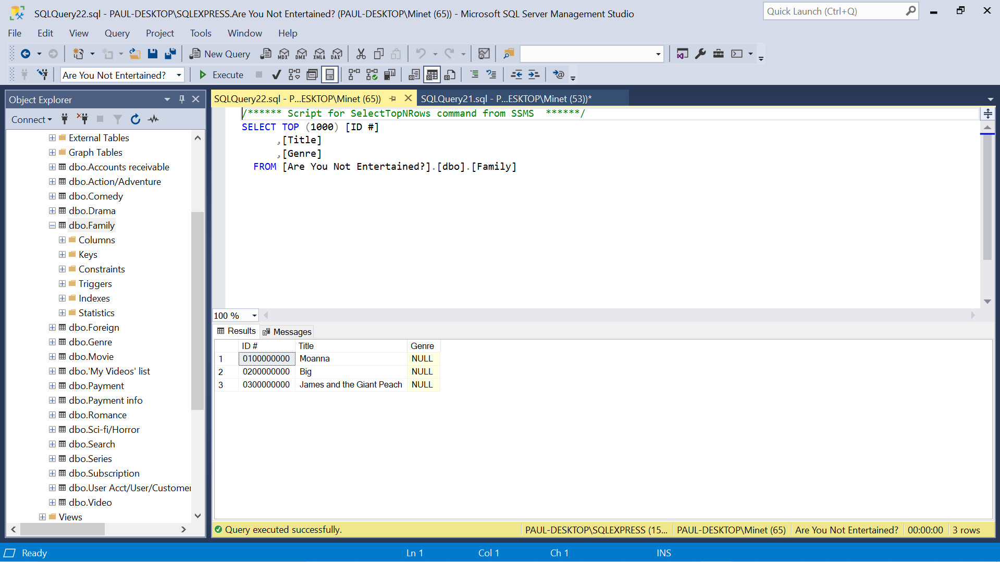 SQLQuery22.sql - PAUL-DESKTOP\SQLEXPRESS.Are You Not Entertained? (PAUL-DESKTOP\Minet (65)) - Microsoft SQL Server Management Studio
Quick Launch (Ctrl+Q)
File Edit View Query Project Tools Window Help
New Query MDX DMX XMLA DAX
Are You Not Entertained? Execute
Object Explorer
Connect
External Tables
Graph Tables
dbo.Accounts receivable
dbo.Action/Adventure
dbo.Comedy
dbo.Drama
dbo.Family
Columns
Keys
Constraints
Triggers
Indexes
Statistics
dbo.Foreign
dbo.Genre
dbo.Movie
dbo.'My Videos' list
dbo.Payment
dbo.Payment info
dbo.Romance
dbo.Sci-fi/Horror
dbo.Search
dbo.Series
dbo.Subscription
dbo.User Acct/User/Customer
dbo.Video
Views
SQLQuery22.sql - P...ESKTOP\Minet (65)) SQLQuery21.sql - P...ESKTOP\Minet (53))*
/****** Script for SelectTopNRows command from SSMS ******/
SELECT TOP (1000) [ID #]
,[Title]
,[Genre]
FROM [Are You Not Entertained?].[dbo].[Family]
100 %
Results Messages
ID # Title Genre
1 0100000000 Moanna NULL
2 0200000000 Big NULL
3 0300000000 James and the Giant Peach NULL
Query executed successfully. PAUL-DESKTOP\SQLEXPRESS (15... PAUL-DESKTOP\Minet (65) Are You Not Entertained? 00:00:00 3 rows
Ready Ln 1 Col 1 Ch 1 INS